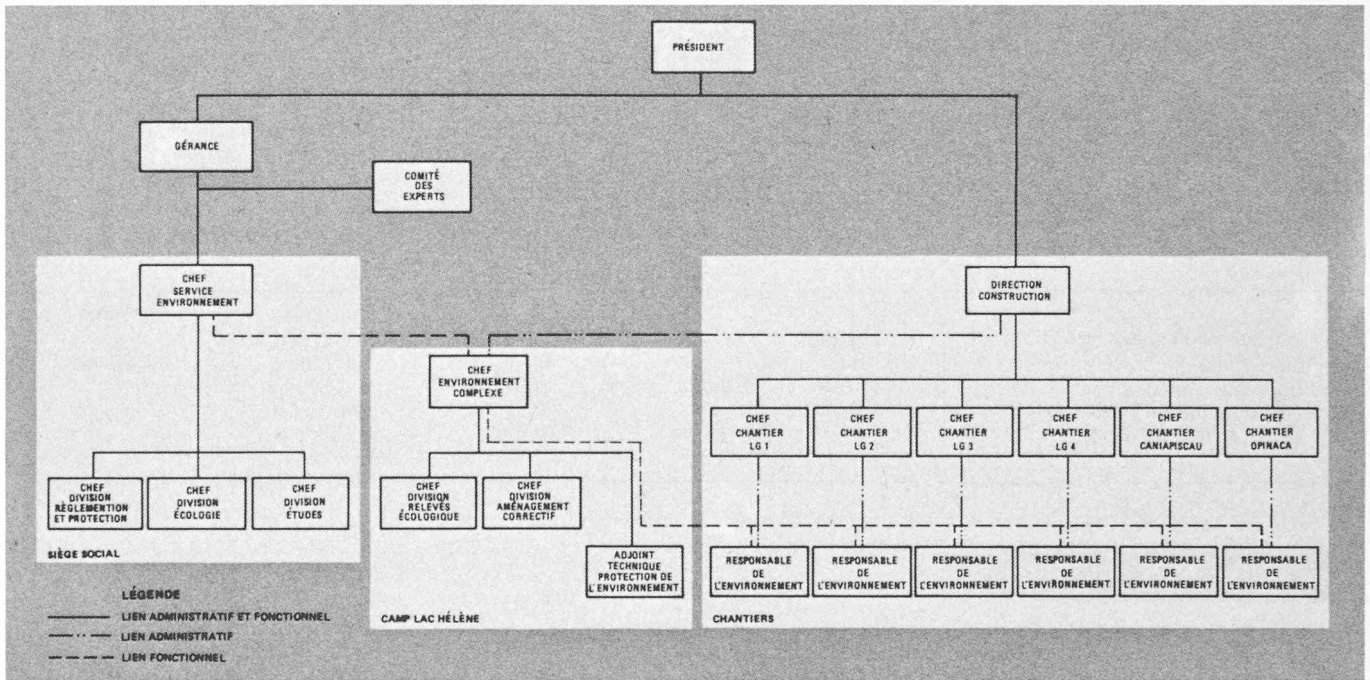 PRÉSIDENT
GÉRANCE
COMITÉ
DES
EXPERTS
CHEF
SERVICE
ENVIRONNEMENT
DIRECTION
CONSTRUCTION
CHEF
ENVIRONNEMENT
COMPLEXE
CHEF
CHANTIER
LG 1
CHEF
CHANTIER
LG 2
CHEF
CHANTIER
LG 3
CHEF
CHANTIER
LG 4
CHEF
CHANTIER
CANIAPISCAU
CHEF
CHANTIER
OPINACA
CHEF
DIVISION
RÈGLEMENTION
ET PROTECTION
CHEF
DIVISION
ÉCOLOGIE
CHEF
DIVISION
ÉTUDES
CHEF
DIVISION
RELEVÉS
ÉCOLOGIQUE
CHEF
DIVISION
AMÉNAGEMENT
CORRECTIF
SIÈGE SOCIAL
ADJOINT
TECHNIQUE
PROTECTION DE
L'ENVIRONNEMENT
RESPONSABLE
DE
L'ENVIRONNEMENT
RESPONSABLE
DE
L'ENVIRONNEMENT
RESPONSABLE
DE
L'ENVIRONNEMENT
RESPONSABLE
DE
L'ENVIRONNEMENT
RESPONSABLE
DE
L'ENVIRONNEMENT
RESPONSABLE
DE
L'ENVIRONNEMENT
CAMP LAC HÉLÈNE
CHANTIERS
LÉGENDE
LIEN ADMINISTRATIF ET FONCTIONNEL
LIEN ADMINISTRATIF
LIEN FONCTIONNEL